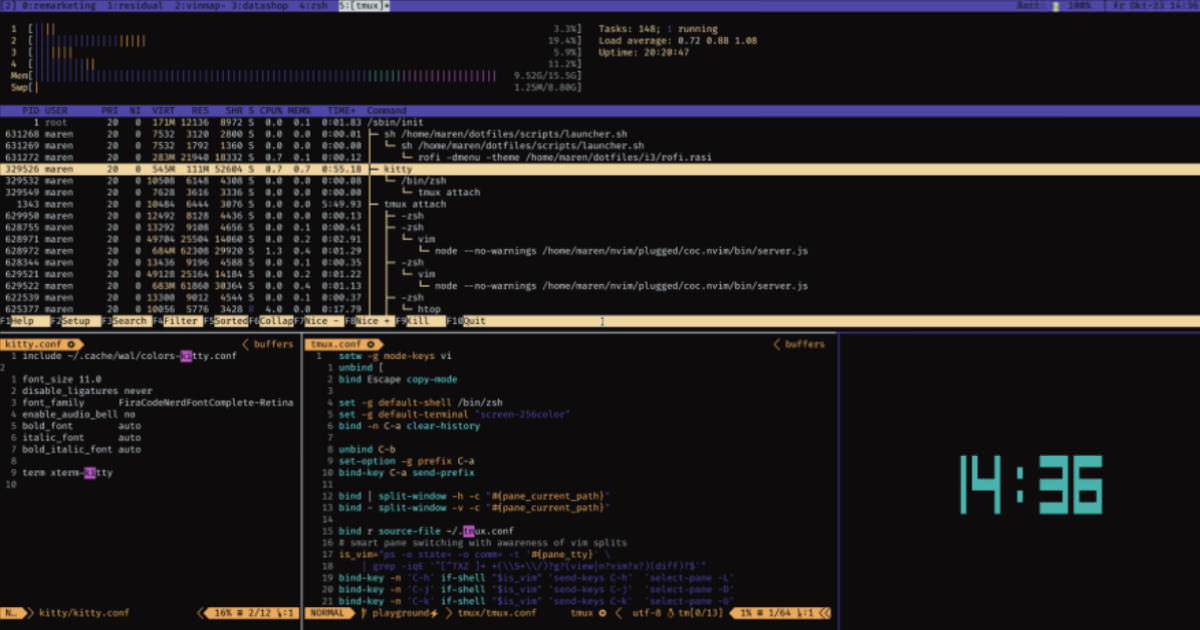 [2] 0:remarketing 1:residual 2:vinmap- 3:datashop 4:zsh 5:[tmux]* Batt: 100% | Fr Okt-23 14:36
1 [|||| 3.3%] Tasks: 148; 1 running
2 [ 19.4%] Load average: 0.72 0.88 1.08
3 [ 5.9%] Uptime: 20:20:47
4 [ 11.2%]
Mem[ 9.52G/15.5G]
Swp[ 1.25M/8.80G]
PID USER PRI NI VIRT RES SHR S CPU% MEM% TIME+ Command
1 root 20 0 171M 12136 8972 S 0.0 0.1 0:01.83 /sbin/init
631268 maren 20 0 7532 3120 2800 S 0.0 0.0 0:00.01 ├─ sh /home/maren/dotfiles/scripts/launcher.sh
631269 maren 20 0 7532 1792 1360 S 0.0 0.0 0:00.00 │ └─ sh /home/maren/dotfiles/scripts/launcher.sh
631272 maren 20 0 283M 21940 18332 S 0.7 0.1 0:00.12 │ └─ rofi -dmenu -theme /home/maren/dotfiles/i3/rofi.rasi
329526 maren 20 0 545M 111M 52604 S 0.7 0.7 0:55.18 ├─ kitty
329532 maren 20 0 10508 6148 4308 S 0.0 0.0 0:00.08 │ └─ /bin/zsh
329549 maren 20 0 7628 3616 3336 S 0.0 0.0 0:00.00 │ └─ tmux attach
1343 maren 20 0 10484 6444 3076 S 0.0 0.0 5:49.93 ├─ tmux attach
629950 maren 20 0 12492 8128 4436 S 0.0 0.0 0:00.13 │ ├─ -zsh
628755 maren 20 0 13292 9108 4656 S 0.0 0.1 0:00.41 │ ├─ -zsh
628971 maren 20 0 49704 25504 14060 S 0.0 0.2 0:02.91 │ │ └─ vim
628972 maren 20 0 684M 62308 29920 S 1.3 0.4 0:01.29 │ │ └─ node --no-warnings /home/maren/nvim/plugged/coc.nvim/bin/server.js
628344 maren 20 0 13436 9196 4588 S 0.0 0.1 0:00.35 │ ├─ -zsh
629521 maren 20 0 49128 25164 14184 S 0.0 0.2 0:01.22 │ │ └─ vim
629522 maren 20 0 683M 61860 30364 S 0.0 0.4 0:01.13 │ │ └─ node --no-warnings /home/maren/nvim/plugged/coc.nvim/bin/server.js
622539 maren 20 0 13300 9012 4544 S 0.0 0.1 0:00.37 │ ├─ -zsh
625377 maren 20 0 10056 5776 3428 R 4.0 0.0 0:17.79 │ │ └─ htop
F1Help F2Setup F3Search F4Filter F5Sorted F6Collap F7Nice - F8Nice + F9Kill F10Quit
kitty.conf buffers
1 include ~/.cache/wal/colors-kitty.conf
2
1 font_size 11.0
2 disable_ligatures never
3 font_family FiraCodeNerdFontComplete-Retina
4 enable_audio_bell no
5 bold_font auto
6 italic_font auto
7 bold_italic_font auto
8
9 term xterm-kitty
10
N… kitty/kitty.conf 16% ≡ 2/12 :1
tmux.conf buffers
1 setw -g mode-keys vi
1 unbind [
2 bind Escape copy-mode
3
4 set -g default-shell /bin/zsh
5 set -g default-terminal "screen-256color"
6 bind -n C-a clear-history
7
8 unbind C-b
9 set-option -g prefix C-a
10 bind-key C-a send-prefix
11
12 bind | split-window -h -c "#{pane_current_path}"
13 bind - split-window -v -c "#{pane_current_path}"
14
15 bind r source-file ~/.tmux.conf
16 # smart pane switching with awareness of vim splits
17 is_vim="ps -o state= -o comm= -t '#{pane_tty}' \
18 | grep -iqE '^[^TXZ ]+ +(\\S+\\/)?g?(view|n?vim?x?)(diff)?$'"
19 bind-key -n 'C-h' if-shell "$is_vim" 'send-keys C-h' 'select-pane -L'
20 bind-key -n 'C-j' if-shell "$is_vim" 'send-keys C-j' 'select-pane -D'
21 bind-key -n 'C-k' if-shell "$is_vim" 'send-keys C-k' 'select-pane -U'
NORMAL playground tmux/tmux.conf tmux utf-8 tm[0/13] 1% ≡ 1/64 :1
14:36